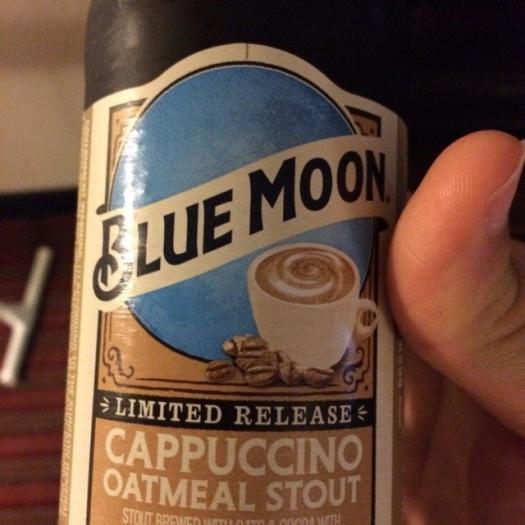 BLUE MOON
LIMITED RELEASE
CAPPUCCINO
OATMEAL STOUT
STOUT BREWED WITH OATS & COCOA WITH